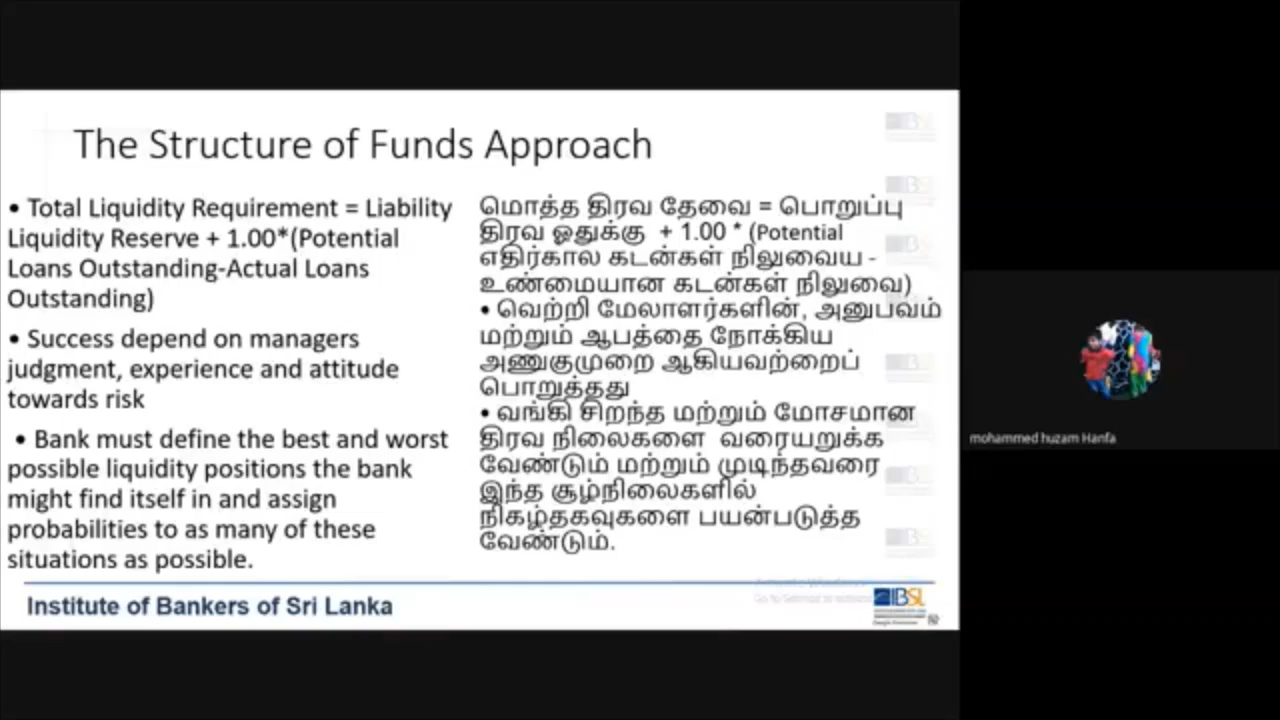 The Structure of Funds Approach
• Total Liquidity Requirement = Liability
Liquidity Reserve + 1.00*(Potential
Loans Outstanding-Actual Loans
Outstanding)
• Success depend on managers
judgment, experience and attitude
towards risk
• Bank must define the best and worst
possible liquidity positions the bank
might find itself in and assign
probabilities to as many of these
situations as possible.
மொத்த திரவ தேவை = பொறுப்பு
திரவ ஒதுக்கு + 1.00 * (Potential
எதிர்கால கடன்கள் நிலுவைய -
உண்மையான கடன்கள் நிலுவை)
• வெற்றி மேலாளர்களின், அனுபவம்
மற்றும் ஆபத்தை நோக்கிய
அணுகுமுறை ஆகியவற்றைப்
பொறுத்தது
• வங்கி சிறந்த மற்றும் மோசமான
திரவ நிலைகளை வரையறுக்க
வேண்டும் மற்றும் முடிந்தவரை
இந்த சூழ்நிலைகளில்
நிகழ்தகவுகளை பயன்படுத்த
வேண்டும்.
Institute of Bankers of Sri Lanka
IBSL
mohammed huzam Hanfa